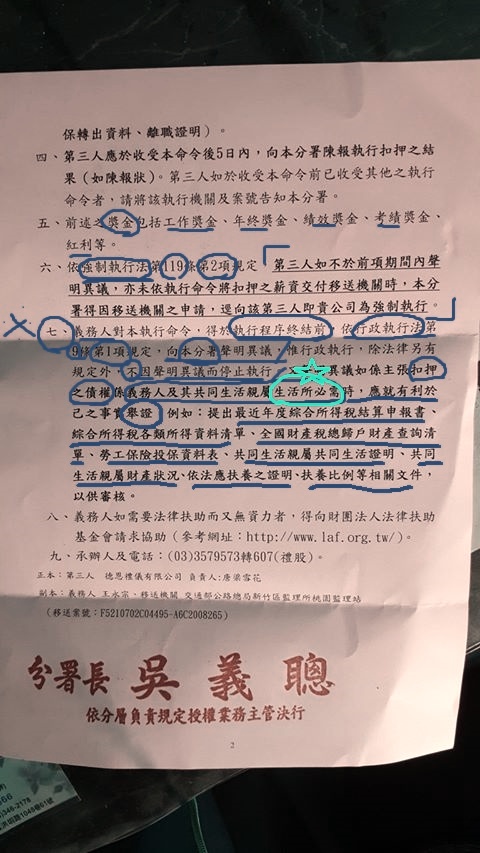 保轉出資料、離職證明)。
四、第三人應於收受本命令後5日內，向本分署陳報執行扣押之結
果(如陳報狀)。第三人如於收受本命令前已收受其他之執行
命令者，請將該執行機關及案號告知本分署。
五、前述之獎金包括工作獎金、年終獎金、績效獎金、考績獎金、
紅利等。
六、依強制執行法第119條第2項規定，第三人如不於前項期間內聲
明異議，亦未依執行命令將扣押之薪資交付移送機關時，本分
署得因移送機關之申請，逕向該第三人即貴公司為強制執行。
七、義務人對本執行命令，得於執行程序終結前，依行政執行法第
9條第1項規定，向本分署聲明異議，惟行政執行，除法律另有
規定外，不因聲明異議而停止執行。異議如係主張扣押
之債權係義務人及其共同生活親屬生活所必需時，應就有利於
己之事實舉證，例如：提出最近年度綜合所得稅結算申報書、
綜合所得稅各類所得資料清單、全國財產稅總歸戶財產查詢清
單、勞工保險投保資料表、共同生活親屬共同生活證明、共同
生活親屬財產狀況、依法應扶養之證明、扶養比例等相關文件，
以供審核。
八、義務人如需要法律扶助而又無資力者，得向財團法人法律扶助
基金會請求協助(參考網址：http://www.laf.org.tw/)。
九、承辦人及電話：(03)3579573轉607(禮股)。
正本：第三人 德恩禮儀有限公司 負責人:唐梁雪花
副本：義務人 王永宗、移送機關 交通部公路總局新竹區監理所桃園監理站
(移送案號：F5210702C04495-A6C2008265)
分署長 吳義聰
依分層負責規定授權業務主管決行
2
)346-2178
1048巷61號